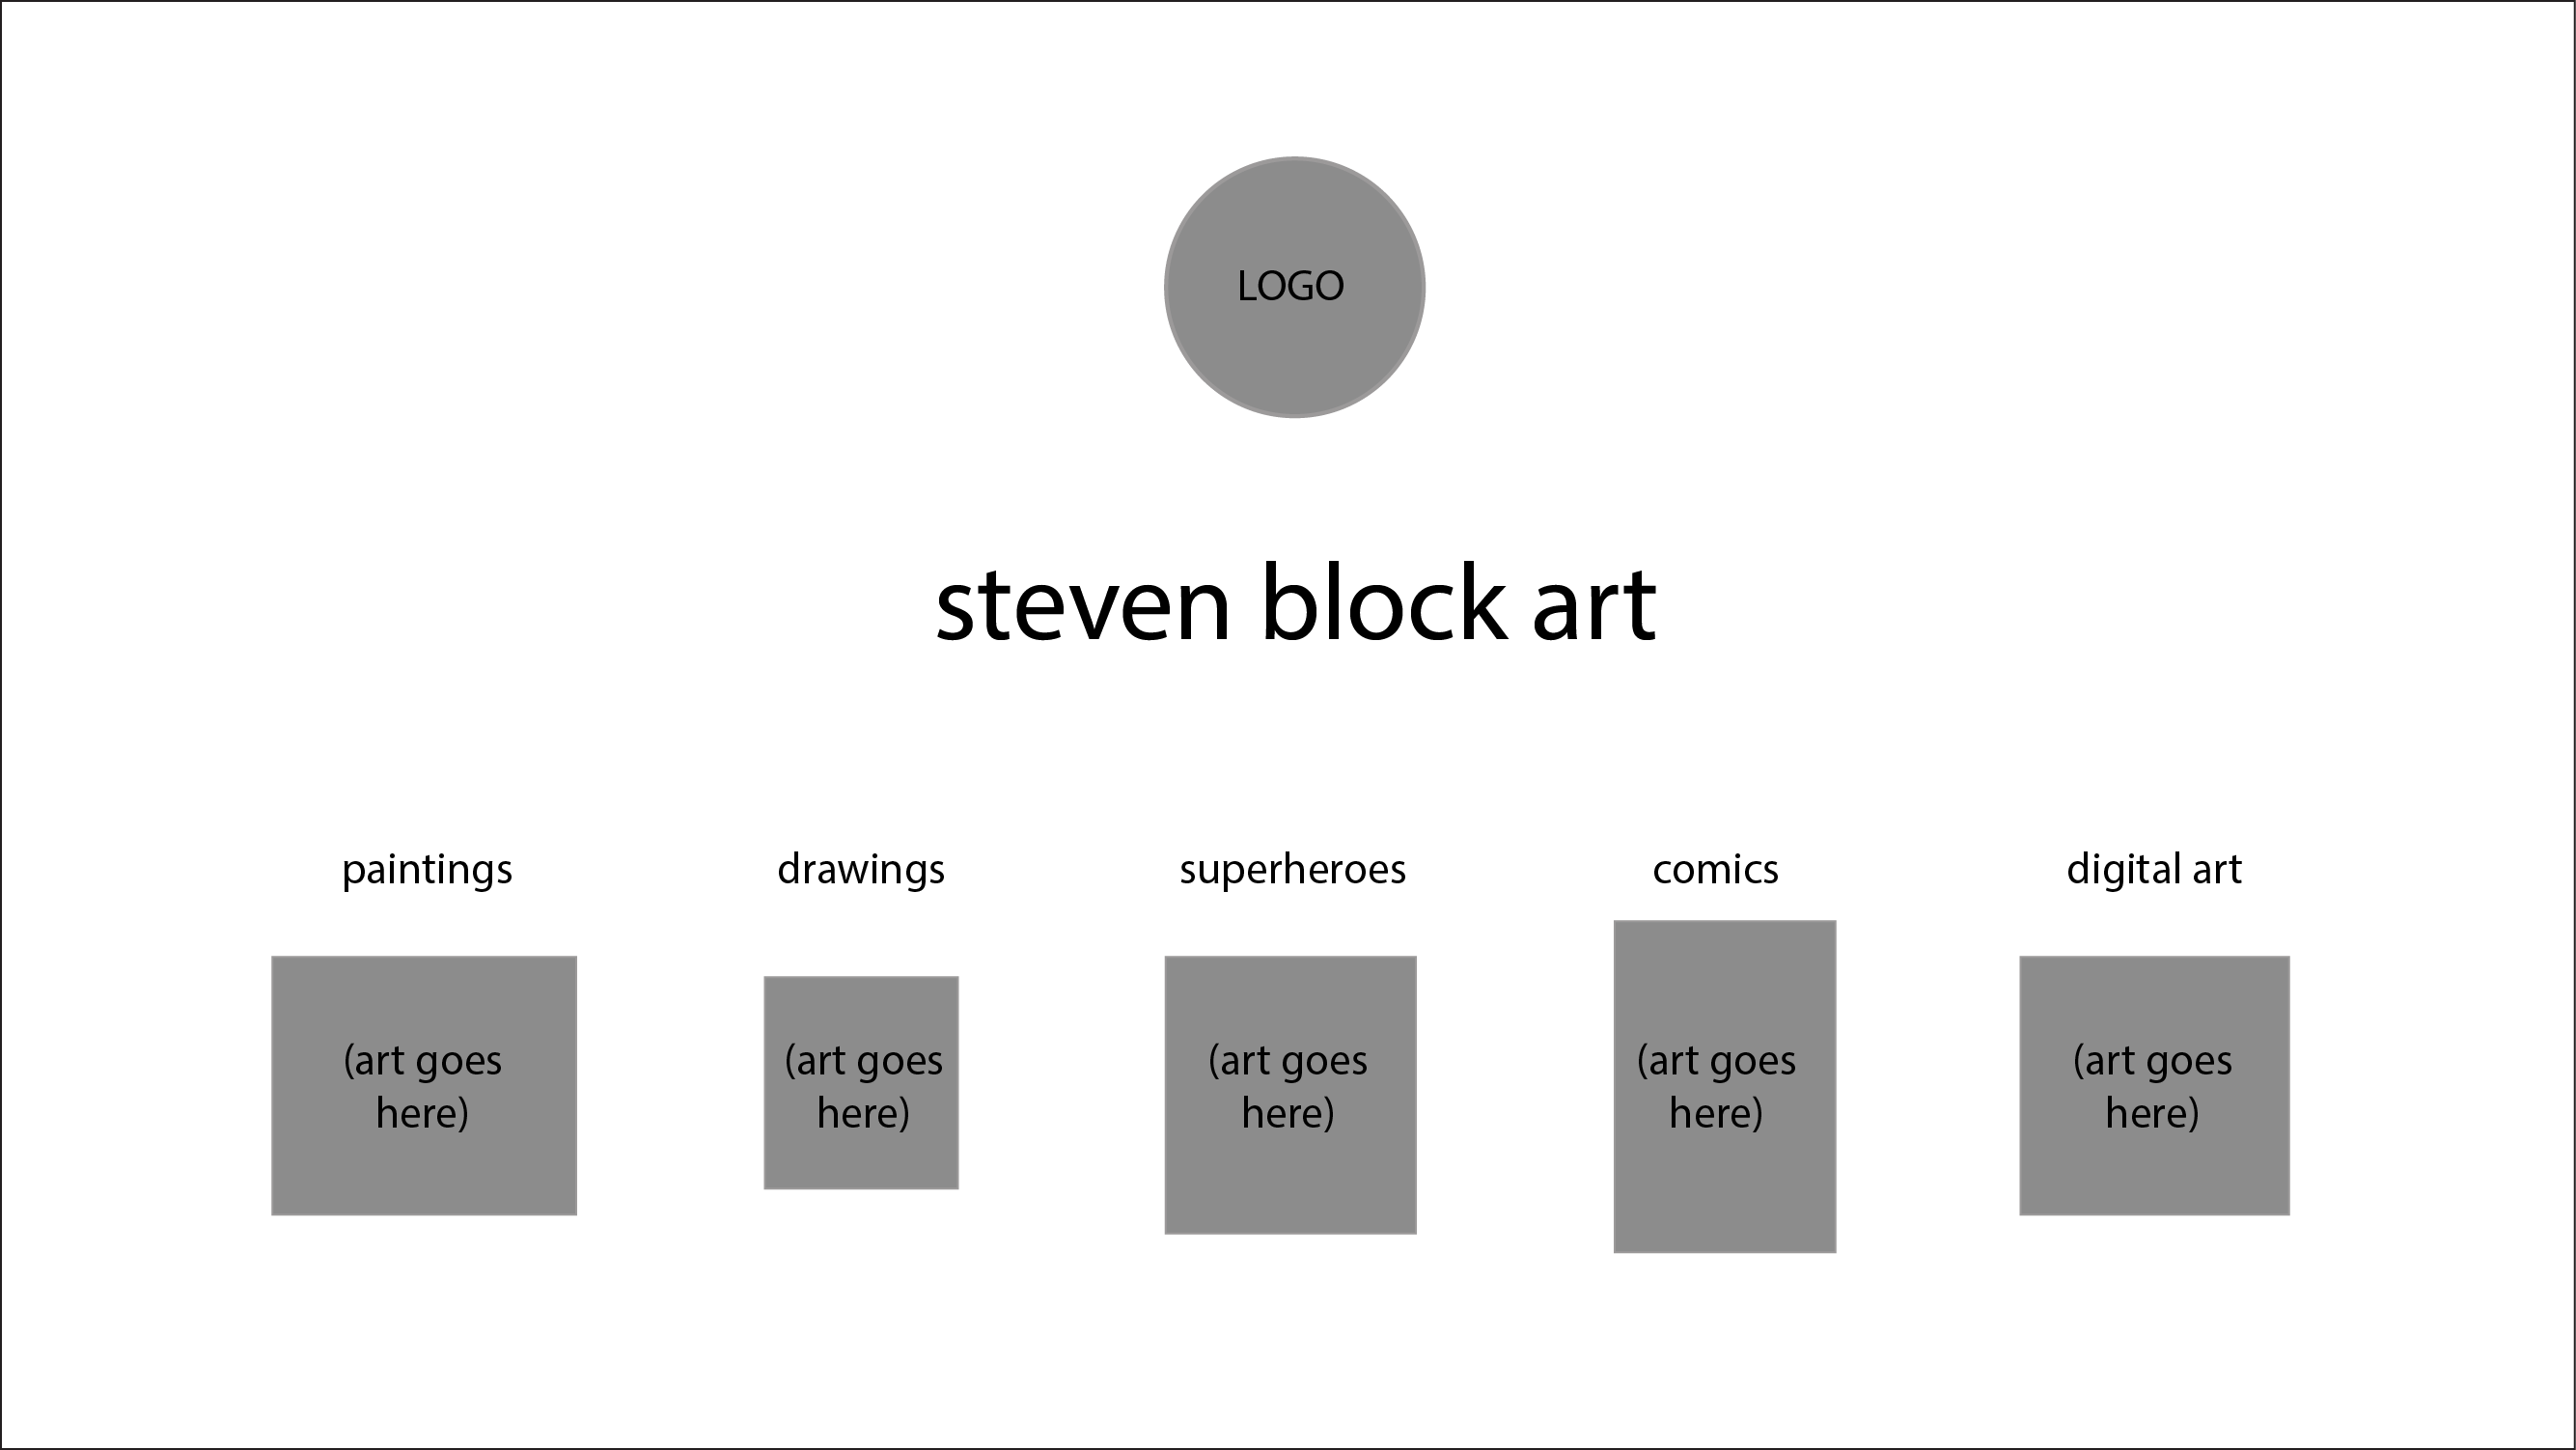 LOGO
steven block art
paintings
drawings
superheroes
comics
digital art
(art goes
here)
(art goes
here)
(art goes
here)
(art goes
here)
(art goes
here)